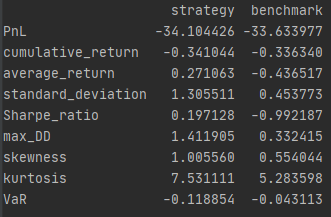 strategy benchmark
PnL -34.104426 -33.633977
cumulative_return -0.341044 -0.336340
average_return 0.271063 -0.436517
standard_deviation 1.305511 0.453773
Sharpe_ratio 0.197128 -0.992187
max_DD 1.411905 0.332415
skewness 1.005560 0.554044
kurtosis 7.531111 5.283598
VaR -0.118854 -0.043113